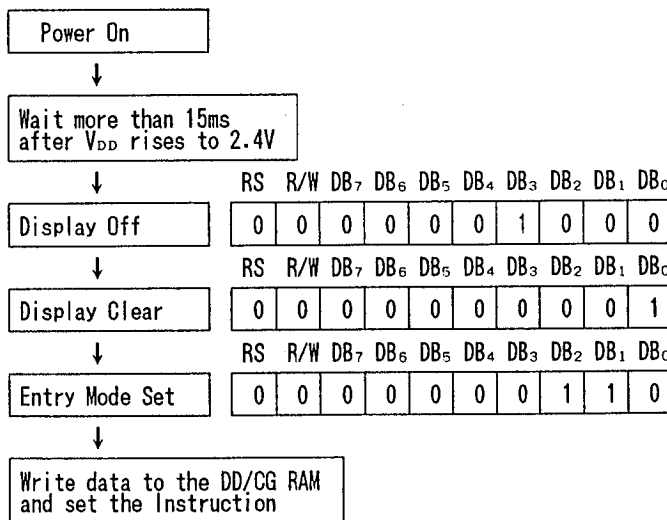 Power On
↓
Wait more than 15ms
after VDD rises to 2.4V
↓
RS R/W DB₇ DB₆ DB₅ DB₄ DB₃ DB₂ DB₁ DB₀
Display Off 0 0 0 0 0 0 1 0 0 0
↓
RS R/W DB₇ DB₆ DB₅ DB₄ DB₃ DB₂ DB₁ DB₀
Display Clear 0 0 0 0 0 0 0 0 0 1
↓
RS R/W DB₇ DB₆ DB₅ DB₄ DB₃ DB₂ DB₁ DB₀
Entry Mode Set 0 0 0 0 0 0 0 1 1 0
↓
Write data to the DD/CG RAM
and set the Instruction